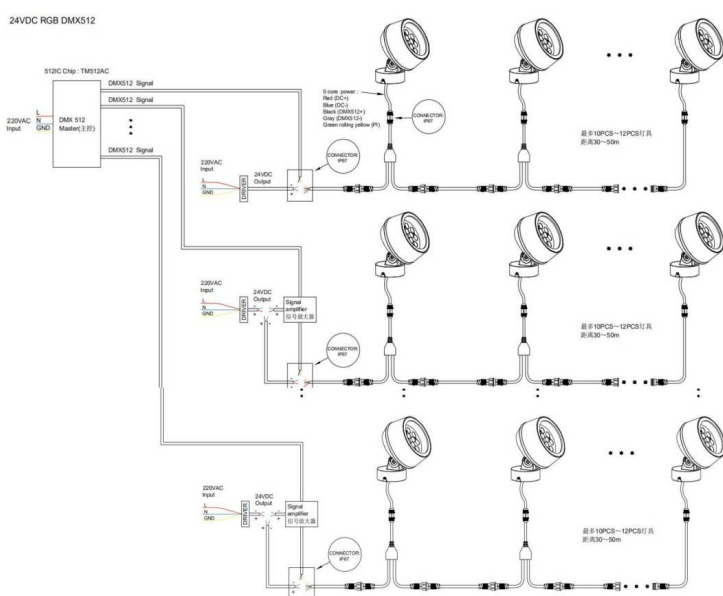 24VDC RGB DMX512
512IC Chip : TM512AC
DMX512 Signal
DMX512 Signal
DMX512 Signal
220VAC
Input
L
N
GND
DMX 512
Master(主控)
5 core power :
Red (DC+)
Blue (DC-)
Black (DMX512+)
Gray (DMX512-)
Green rolling yellow (PI)
CONNECTOR:
IP67
CONNECTOR:
IP67
最多10PCS～12PCS灯具
距离30～50m
220VAC
Input
L
N
GND
DRIVER
24VDC
Output
220VAC
Input
L
N
GND
DRIVER
24VDC
Output
Signal
amplifier
信号放大器
CONNECTOR:
IP67
最多10PCS～12PCS灯具
距离30～50m
220VAC
Input
L
N
GND
DRIVER
24VDC
Output
Signal
amplifier
信号放大器
CONNECTOR:
IP67
最多10PCS～12PCS灯具
距离30～50m